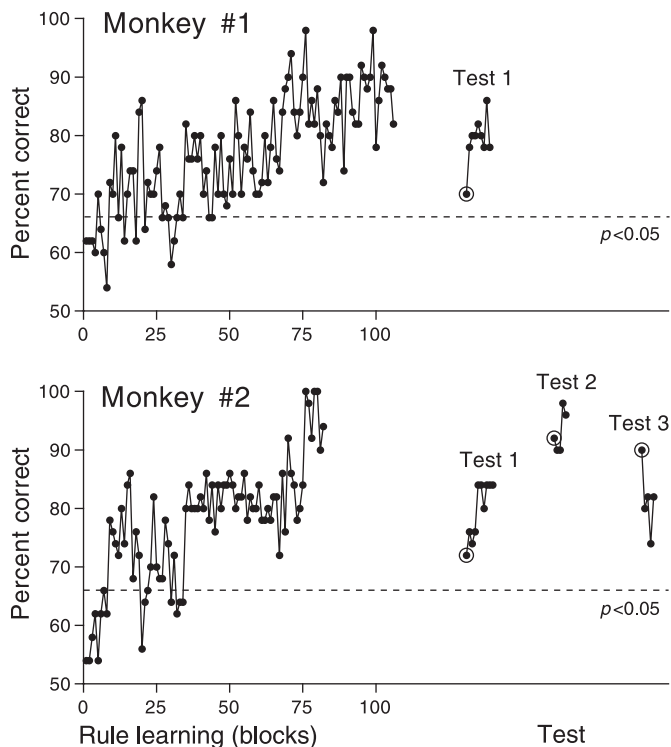 Monkey #1
100
90
80
70
60
50
Percent correct
Test 1
p<0.05
0 25 50 75 100
Monkey #2
100
90
80
70
60
50
Percent correct
Test 1
Test 2
Test 3
p<0.05
0 25 50 75 100
Rule learning (blocks)
Test